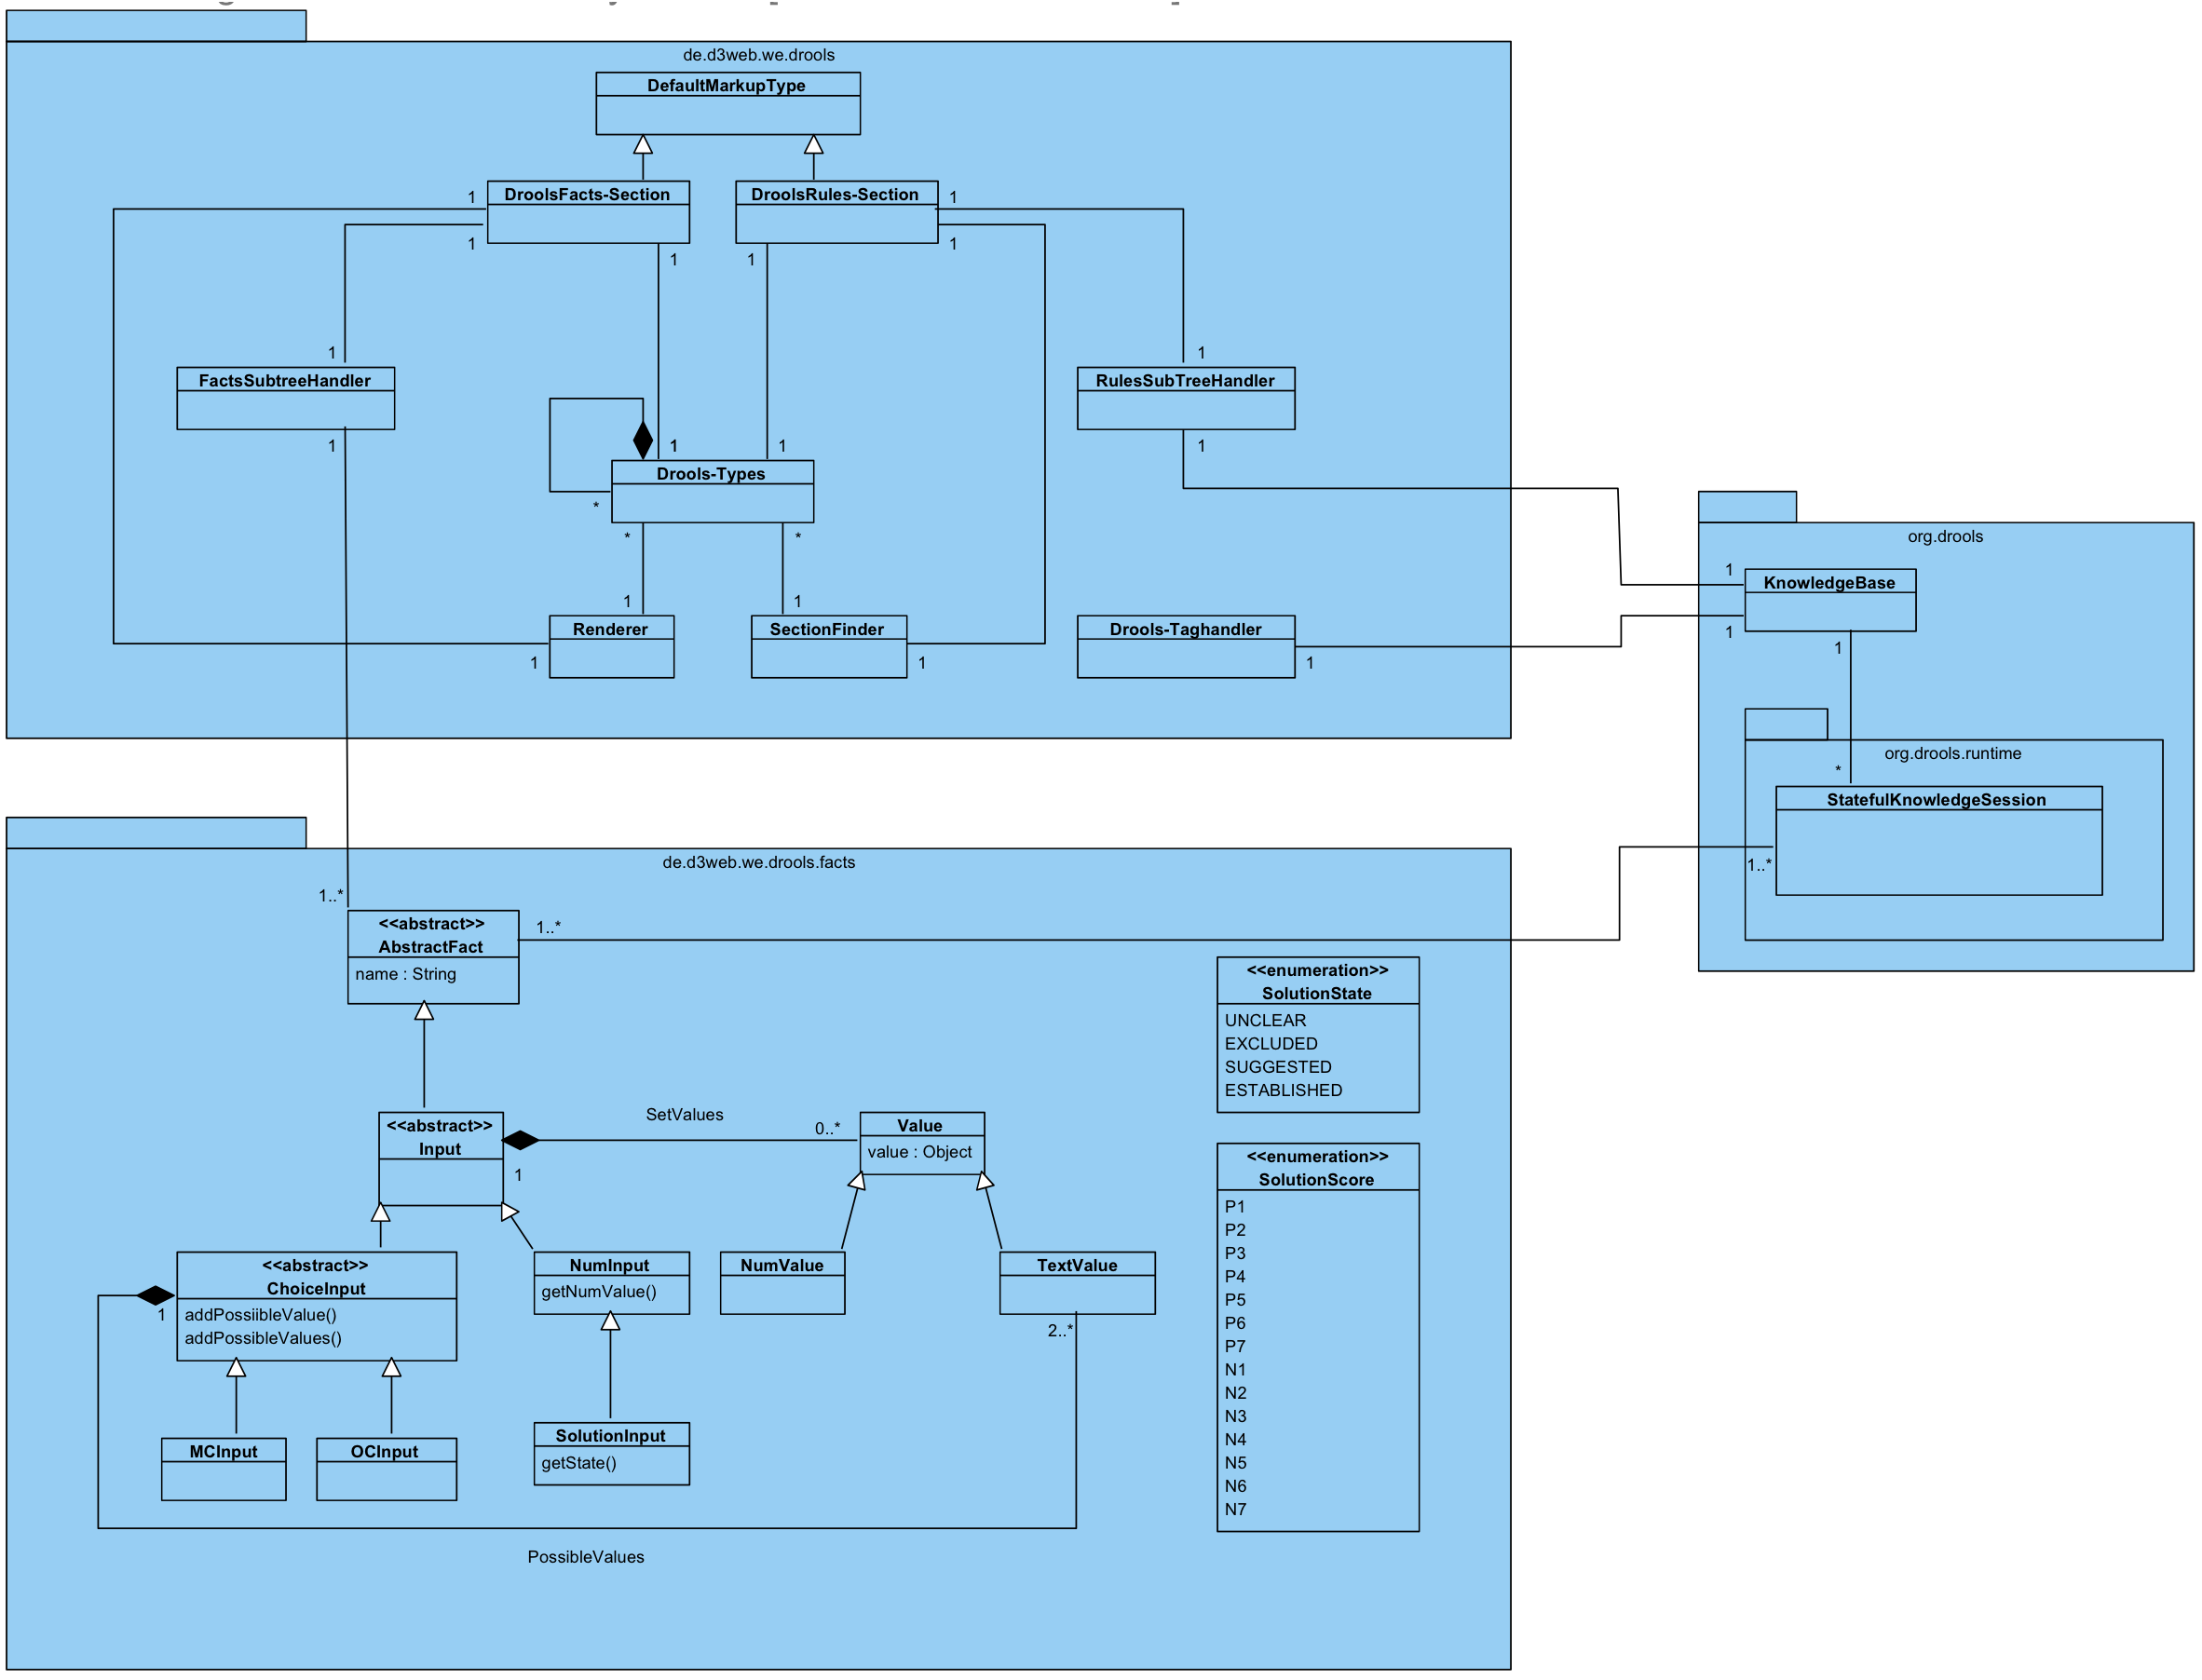 de.d3web.we.drools
DefaultMarkupType
DroolsFacts-Section
DroolsRules-Section
1
1
1
1
1
1
1
1
FactsSubtreeHandler
RulesSubTreeHandler
1
1
1
1
Drools-Types
*
*
*
1
1
Renderer
SectionFinder
Drools-Taghandler
1
1
1
org.drools
1
KnowledgeBase
1
1
org.drools.runtime
*
StatefulKnowledgeSession
1..*
de.d3web.we.drools.facts
1..*
<<abstract>>
AbstractFact
name : String
1..*
<<enumeration>>
SolutionState
UNCLEAR
EXCLUDED
SUGGESTED
ESTABLISHED
<<abstract>>
Input
SetValues
0..*
1
Value
value : Object
<<enumeration>>
SolutionScore
P1
P2
P3
P4
P5
P6
P7
N1
N2
N3
N4
N5
N6
N7
<<abstract>>
ChoiceInput
addPossiibleValue()
addPossibleValues()
1
NumInput
getNumValue()
NumValue
TextValue
2..*
MCInput
OCInput
SolutionInput
getState()
PossibleValues